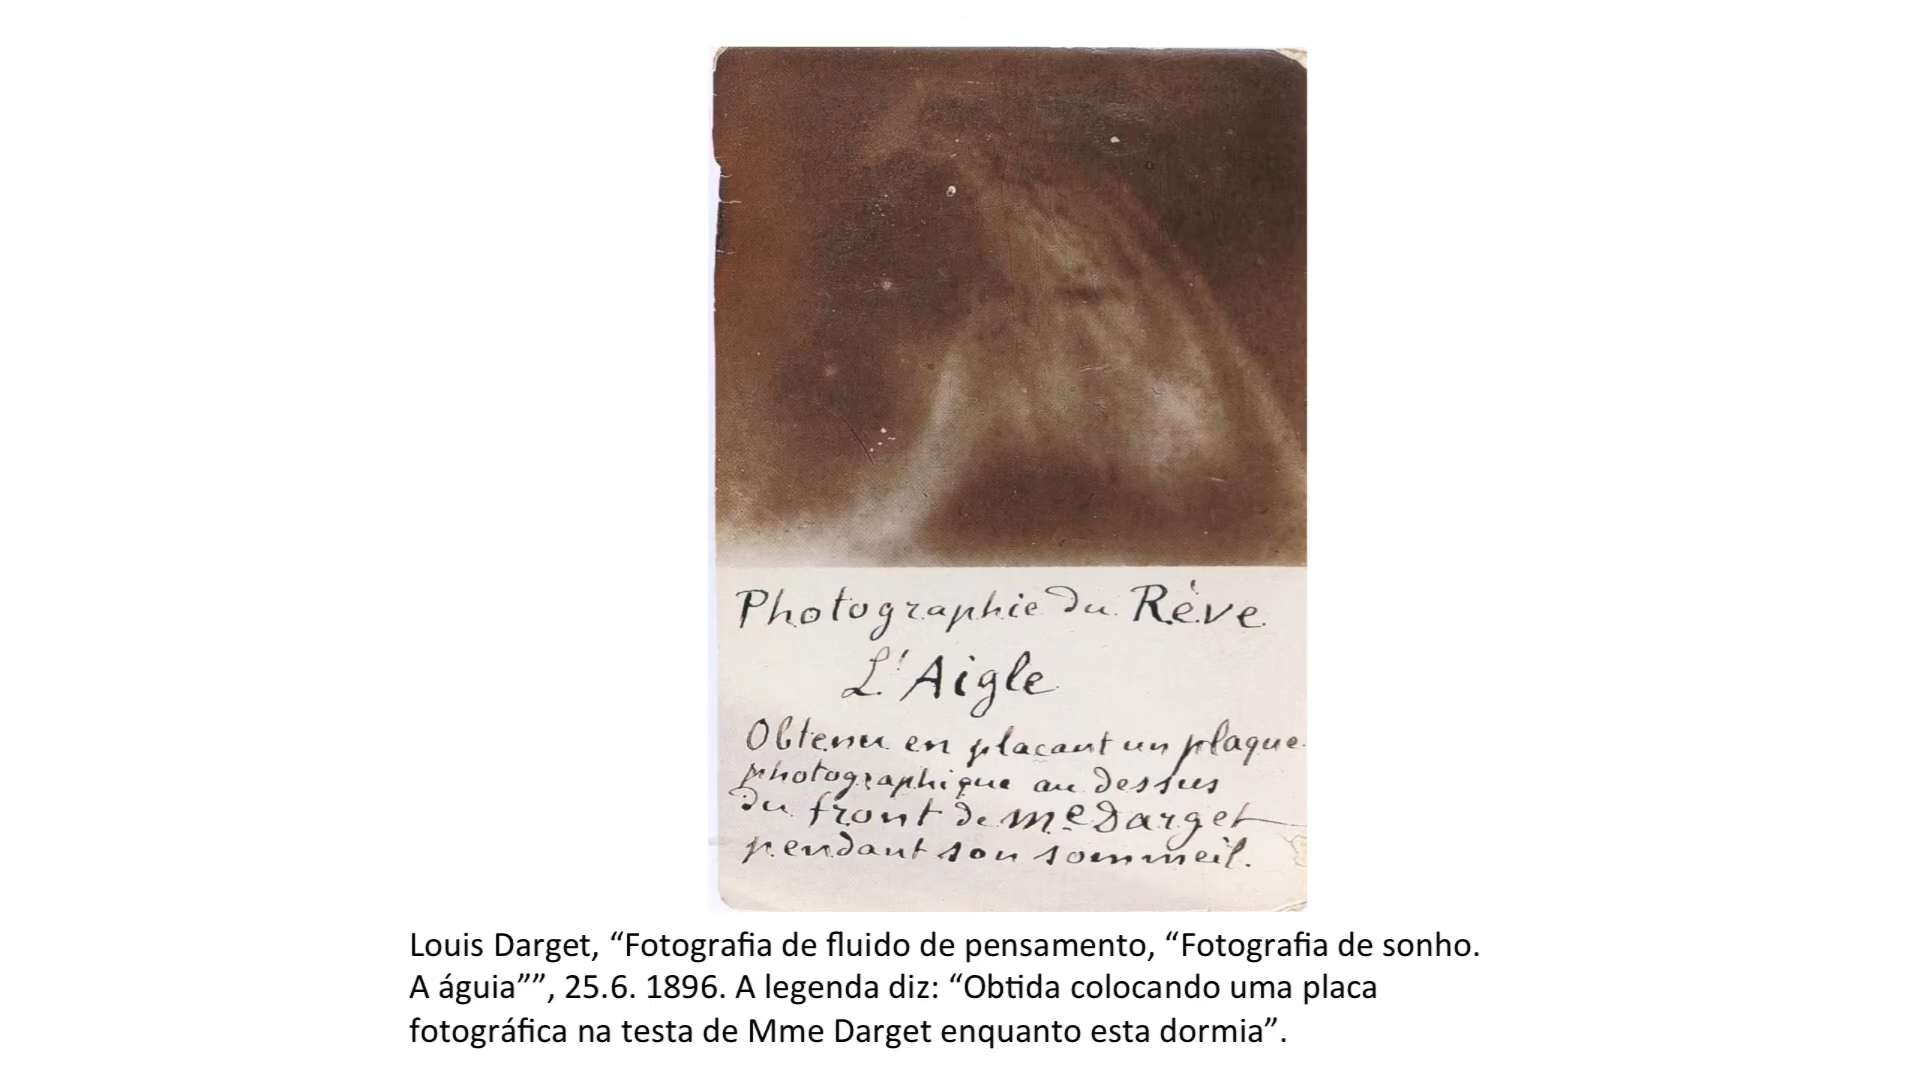 Photographie du Rêve
L'Aigle
Obtenu en plaçant un plaque
photographique au dessus
du front de Me Darget
pendant son sommeil.
Louis Darget, “Fotografia de fluido de pensamento, “Fotografia de sonho.
A águia””, 25.6. 1896. A legenda diz: “Obtida colocando uma placa
fotográfica na testa de Mme Darget enquanto esta dormia”.